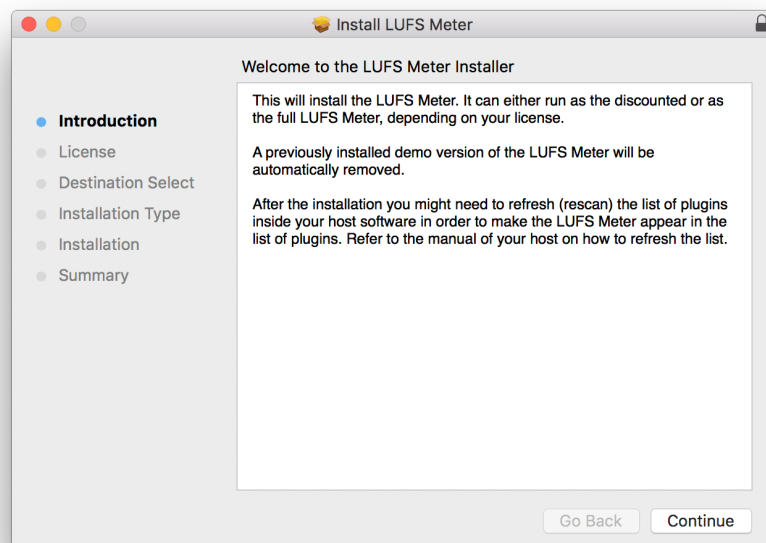 Install LUFS Meter
Welcome to the LUFS Meter Installer
Introduction
License
Destination Select
Installation Type
Installation
Summary
This will install the LUFS Meter. It can either run as the discounted or as
the full LUFS Meter, depending on your license.
A previously installed demo version of the LUFS Meter will be
automatically removed.
After the installation you might need to refresh (rescan) the list of plugins
inside your host software in order to make the LUFS Meter appear in the
list of plugins. Refer to the manual of your host on how to refresh the list.
Go Back
Continue